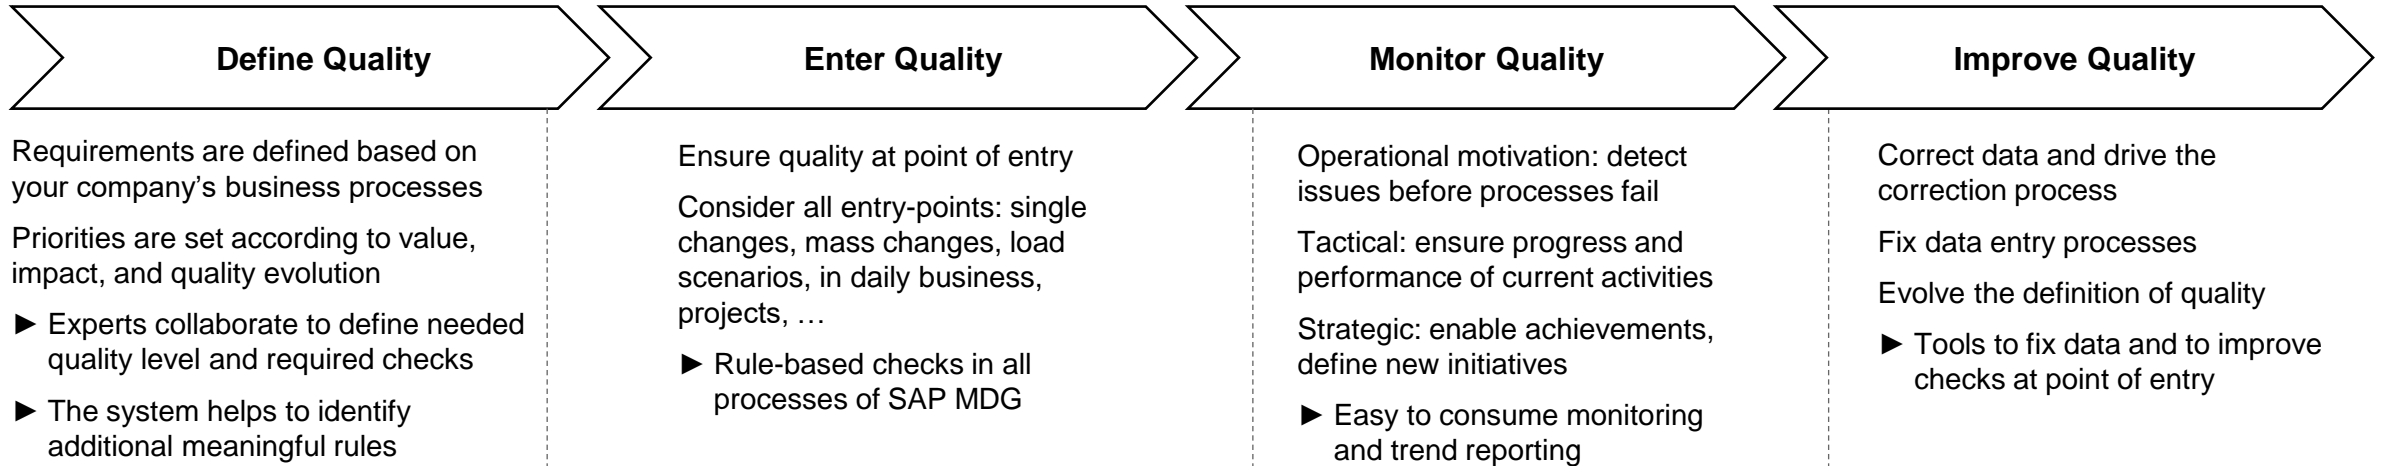 Define Quality
Requirements are defined based on
your company’s business processes
Priorities are set according to value,
impact, and quality evolution
► Experts collaborate to define needed
quality level and required checks
► The system helps to identify
additional meaningful rules
Enter Quality
Ensure quality at point of entry
Consider all entry-points: single
changes, mass changes, load
scenarios, in daily business,
projects, …
► Rule-based checks in all
processes of SAP MDG
Monitor Quality
Operational motivation: detect
issues before processes fail
Tactical: ensure progress and
performance of current activities
Strategic: enable achievements,
define new initiatives
► Easy to consume monitoring
and trend reporting
Improve Quality
Correct data and drive the
correction process
Fix data entry processes
Evolve the definition of quality
► Tools to fix data and to improve
checks at point of entry